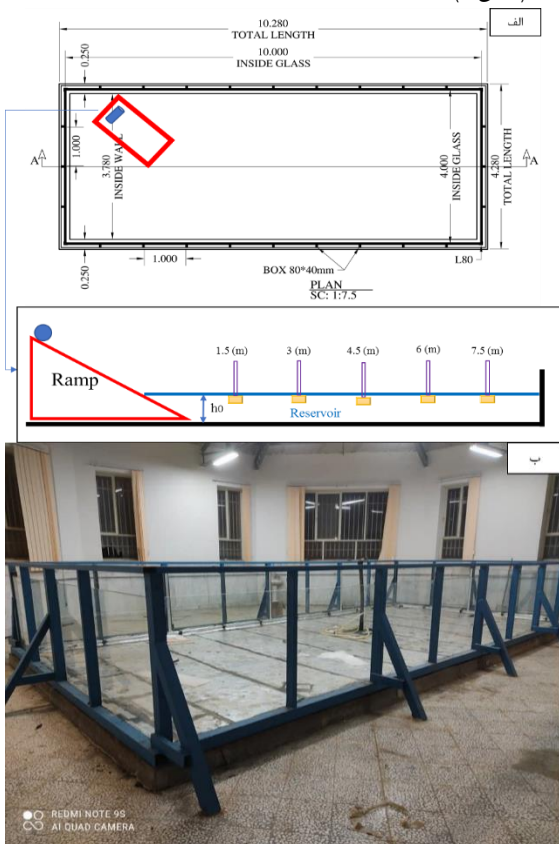 الف
10.280
TOTAL LENGTH
10.000
INSIDE GLASS
0.250
1.000
A
3.780
INSIDE WALL
4.000
INSIDE GLASS
4.280
TOTAL LENGTH
A
1.000
0.250
BOX 80*40mm
L80
PLAN
SC: 1:7.5
1.5 (m)
3 (m)
4.5 (m)
6 (m)
7.5 (m)
Ramp
h0
Reservoir
ب
REDMI NOTE 9S
AI QUAD CAMERA